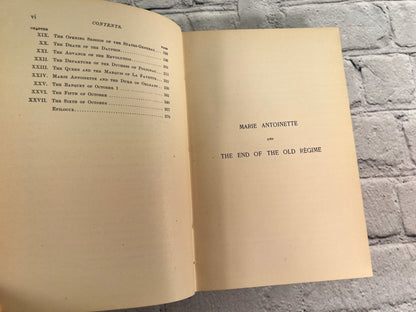 vi
CONTENTS.
CHAPTER
PAGE
XIX. The Opening Session of the States-General
XX. The Death of the Dauphin
XXI. The Advance of the Revolution
XXII. The Departure of the Duchess of Polignac
XXIII. The Queen and the Marquis of La Fayette
XXIV. Marie Antoinette and the Duke of Orleans
XXV. The Banquet of October 1
XXVI. The Fifth of October
XXVII. The Sixth of October
Epilogue
MARIE ANTOINETTE
AND
THE END OF THE OLD RÉGIME